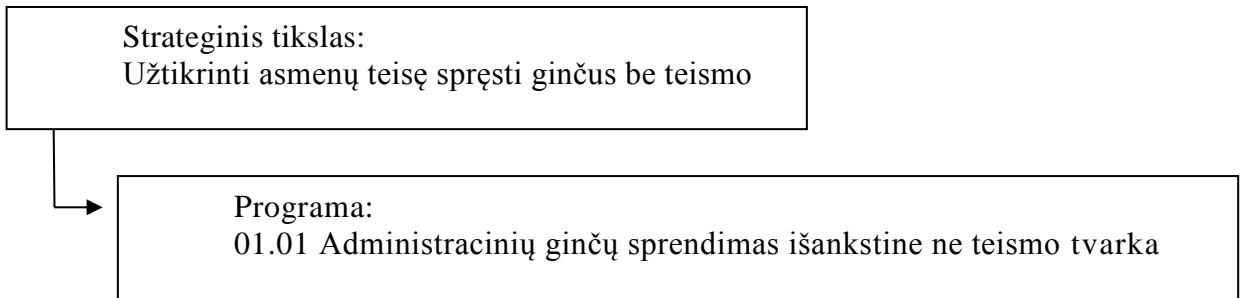 Strateginis tikslas:
Užtikrinti asmenų teisę spręsti ginčus be teismo
Programa:
01.01 Administracinių ginčų sprendimas išankstine ne teismo tvarka